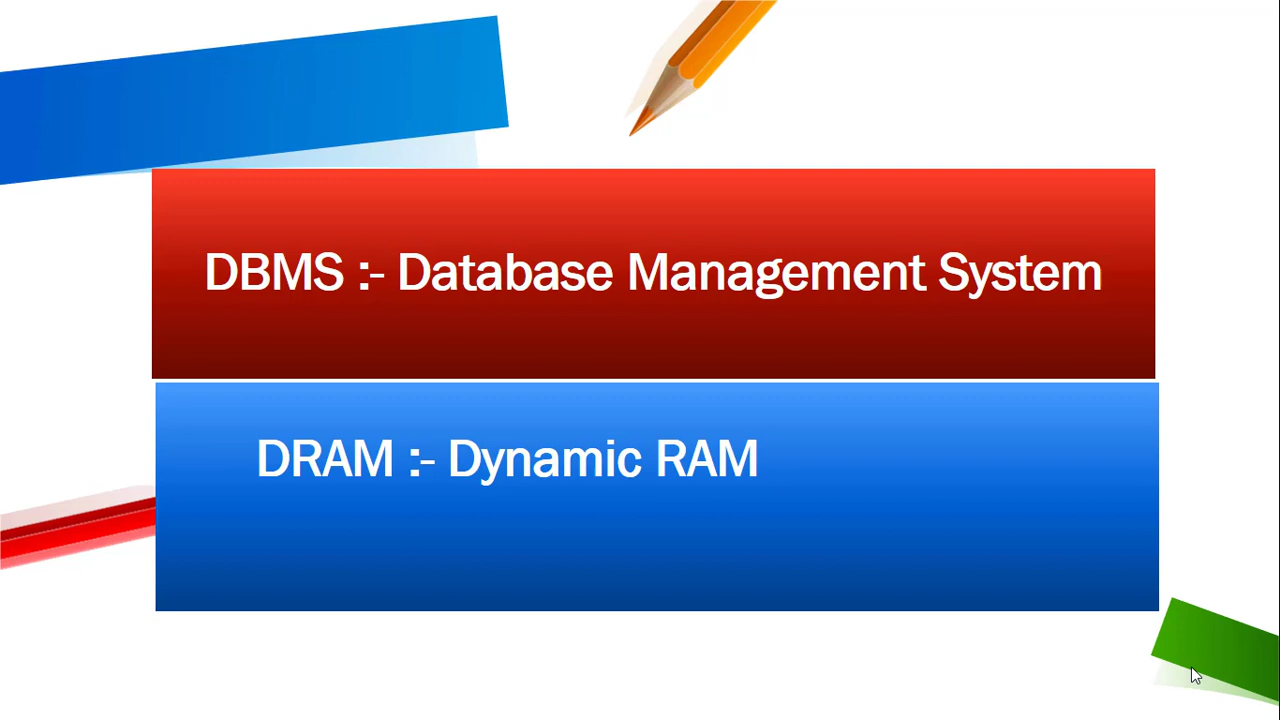 DBMS :- Database Management System
DRAM :- Dynamic RAM